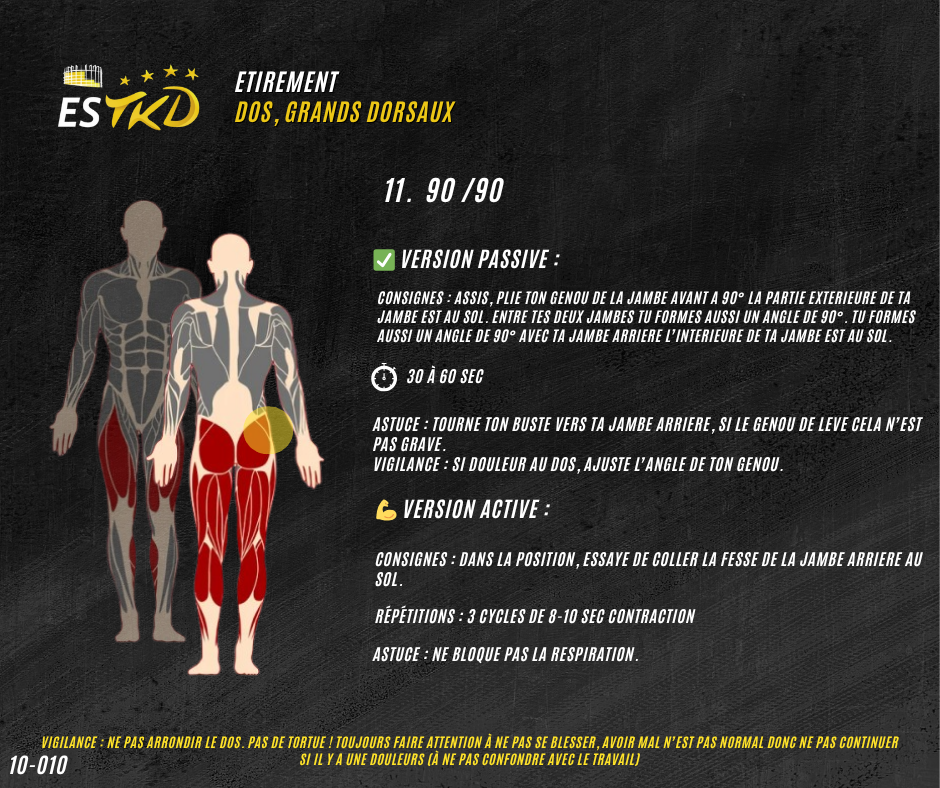 ESTKD
ETIREMENT
DOS, GRANDS DORSAUX
11. 90 /90
✅ VERSION PASSIVE :
CONSIGNES : ASSIS, PLIE TON GENOU DE LA JAMBE AVANT A 90° LA PARTIE EXTERIEURE DE TA
JAMBE EST AU SOL. ENTRE TES DEUX JAMBES TU FORMES AUSSI UN ANGLE DE 90°. TU FORMES
AUSSI UN ANGLE DE 90° AVEC TA JAMBE ARRIERE L'INTERIEURE DE TA JAMBE EST AU SOL.
30 À 60 SEC
ASTUCE : TOURNE TON BUSTE VERS TA JAMBE ARRIERE, SI LE GENOU DE LEVE CELA N'EST
PAS GRAVE.
VIGILANCE : SI DOULEUR AU DOS, AJUSTE L'ANGLE DE TON GENOU.
💪 VERSION ACTIVE :
CONSIGNES : DANS LA POSITION, ESSAYE DE COLLER LA FESSE DE LA JAMBE ARRIERE AU
SOL.
RÉPÉTITIONS : 3 CYCLES DE 8-10 SEC CONTRACTION
ASTUCE : NE BLOQUE PAS LA RESPIRATION.
VIGILANCE : NE PAS ARRONDIR LE DOS. PAS DE TORTUE ! TOUJOURS FAIRE ATTENTION À NE PAS SE BLESSER, AVOIR MAL N'EST PAS NORMAL DONC NE PAS CONTINUER
SI IL Y A UNE DOULEURS (À NE PAS CONFONDRE AVEC LE TRAVAIL)
10-010